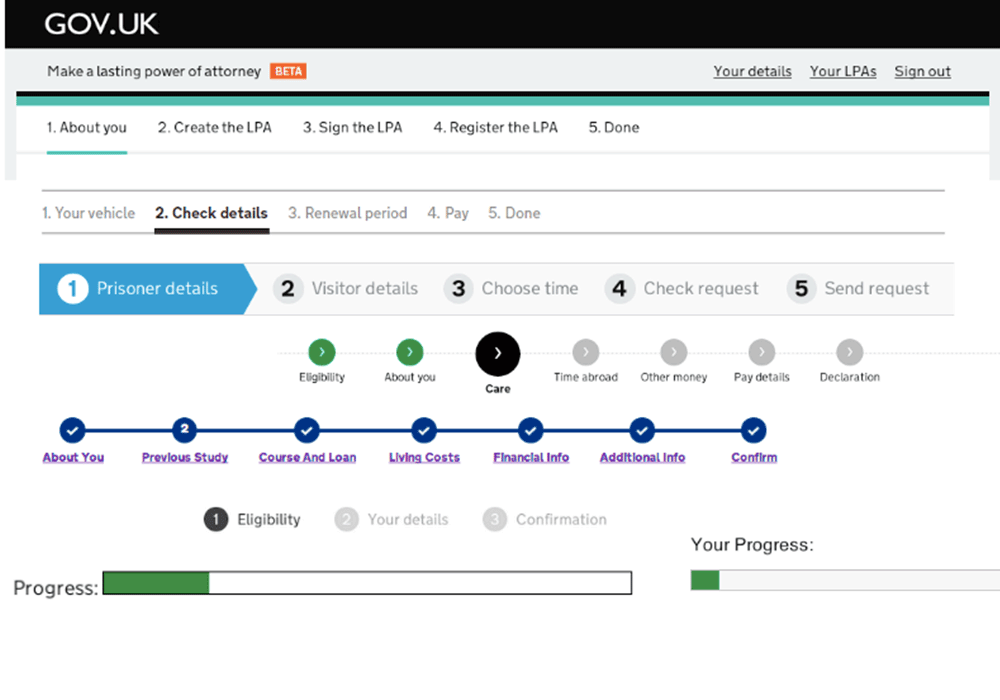 GOV.UK
Make a lasting power of attorney BETA Your details Your LPAs Sign out
1. About you 2. Create the LPA 3. Sign the LPA 4. Register the LPA 5. Done
1. Your vehicle 2. Check details 3. Renewal period 4. Pay 5. Done
1 Prisoner details 2 Visitor details 3 Choose time 4 Check request 5 Send request
Eligibility About you Care Time abroad Other money Pay details Declaration
2
About You Previous Study Course And Loan Living Costs Financial Info Additional Info Confirm
1 Eligibility 2 Your details 3 Confirmation
Your Progress:
Progress: